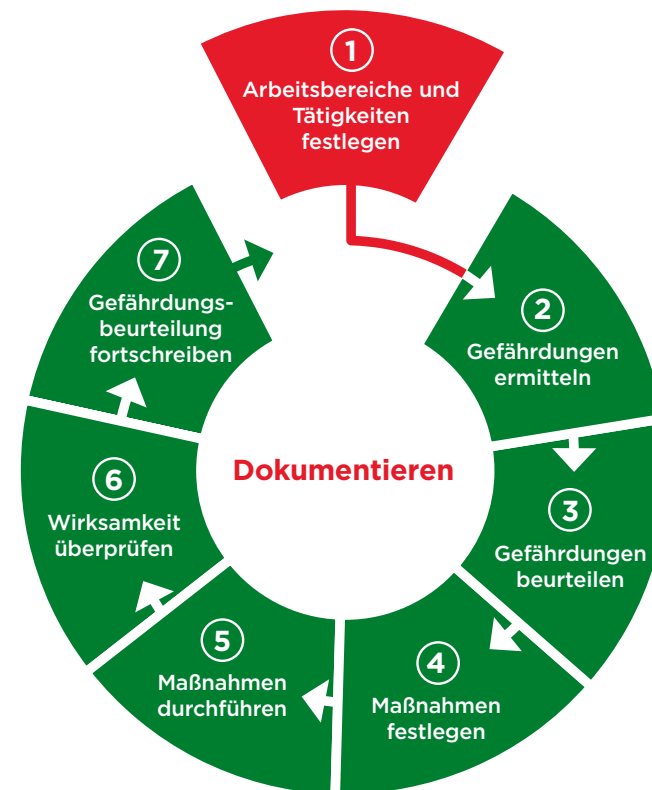 1
Arbeitsbereiche und
Tätigkeiten
festlegen
2
Gefährdungen
ermitteln
3
Gefährdungen
beurteilen
4
Maßnahmen
festlegen
5
Maßnahmen
durchführen
6
Wirksamkeit
überprüfen
7
Gefährdungs-
beurteilung
fortschreiben
Dokumentieren